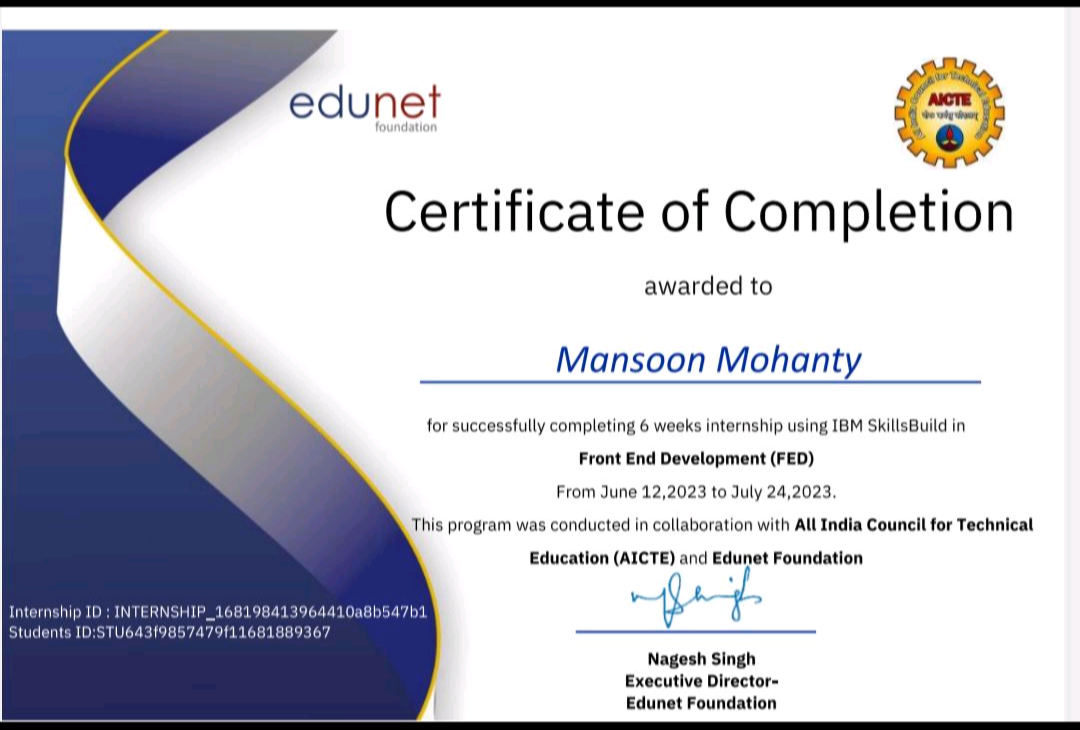 edunet
foundation
AICTE
Certificate of Completion
awarded to
Mansoon Mohanty
for successfully completing 6 weeks internship using IBM SkillsBuild in
Front End Development (FED)
From June 12,2023 to July 24,2023.
This program was conducted in collaboration with All India Council for Technical
Education (AICTE) and Edunet Foundation
Internship ID : INTERNSHIP_168198413964410a8b547b1
Students ID:STU643f9857479f11681889367
Nagesh Singh
Executive Director-
Edunet Foundation